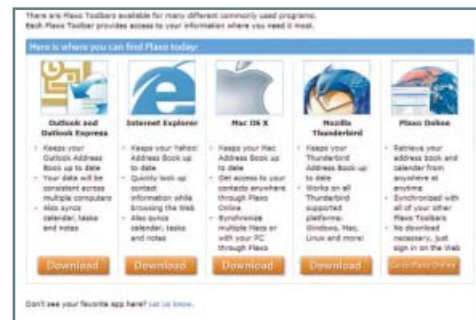 There are Plaxo Toolbars available for many different commonly used programs.
Each Plaxo Toolbar provides access to your information where you need it most.
Here is where you can find Plaxo today:
Outlook and
Outlook Express
• Keeps your
Outlook Address
Book up to date
• Your data will be
consistent across
multiple computers
• Also syncs
calendar, tasks
and notes
Download
Internet Explorer
• Keeps your Yahoo!
Address Book up
to date
• Quickly look up
contact
information while
browsing the Web
• Also syncs
calendar, tasks
and notes
Download
Mac OS X
• Keeps your Mac
Address Book up
to date
• Get access to your
contacts anywhere
through Plaxo
Online
• Synchronize
multiple Macs or
with your PC
through Plaxo
Download
Mozilla
Thunderbird
• Keeps your
Thunderbird
Address Book up
to date
• Works on all
Thunderbird
supported
platforms:
Windows, Mac,
Linux and more!
Download
Plaxo Online
• Retrieve your
address book and
calendar from
anywhere at
anytime
• Synchronized with
all of your other
Plaxo Toolbars
• No download
necessary, just
sign in on the Web
Go to Plaxo Online
Don't see your favorite app here? Let us know.